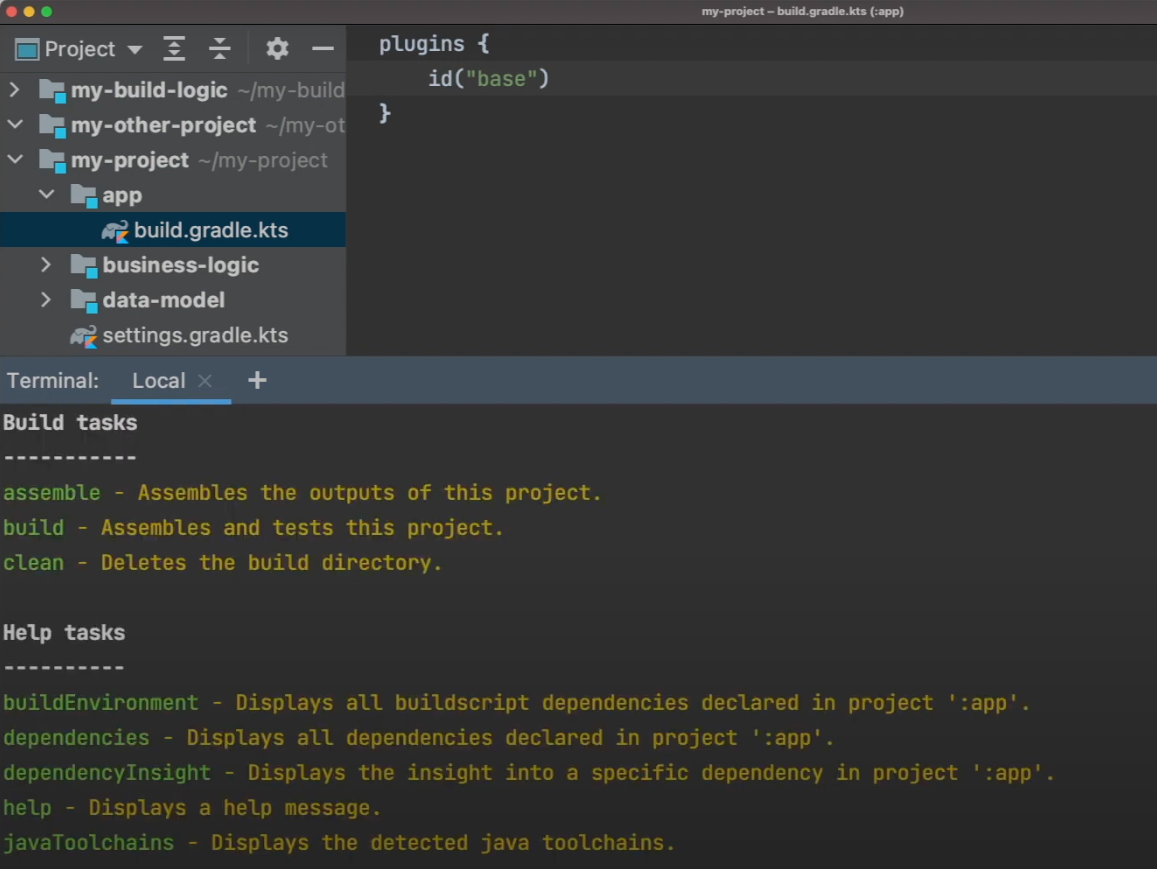 my-project – build.gradle.kts (:app)
Project
my-build-logic ~/my-build
my-other-project ~/my-ot
my-project ~/my-project
app
build.gradle.kts
business-logic
data-model
settings.gradle.kts
plugins {
id("base")
}
Terminal: Local × +
Build tasks
-----------
assemble - Assembles the outputs of this project.
build - Assembles and tests this project.
clean - Deletes the build directory.
Help tasks
----------
buildEnvironment - Displays all buildscript dependencies declared in project ':app'.
dependencies - Displays all dependencies declared in project ':app'.
dependencyInsight - Displays the insight into a specific dependency in project ':app'.
help - Displays a help message.
javaToolchains - Displays the detected java toolchains.